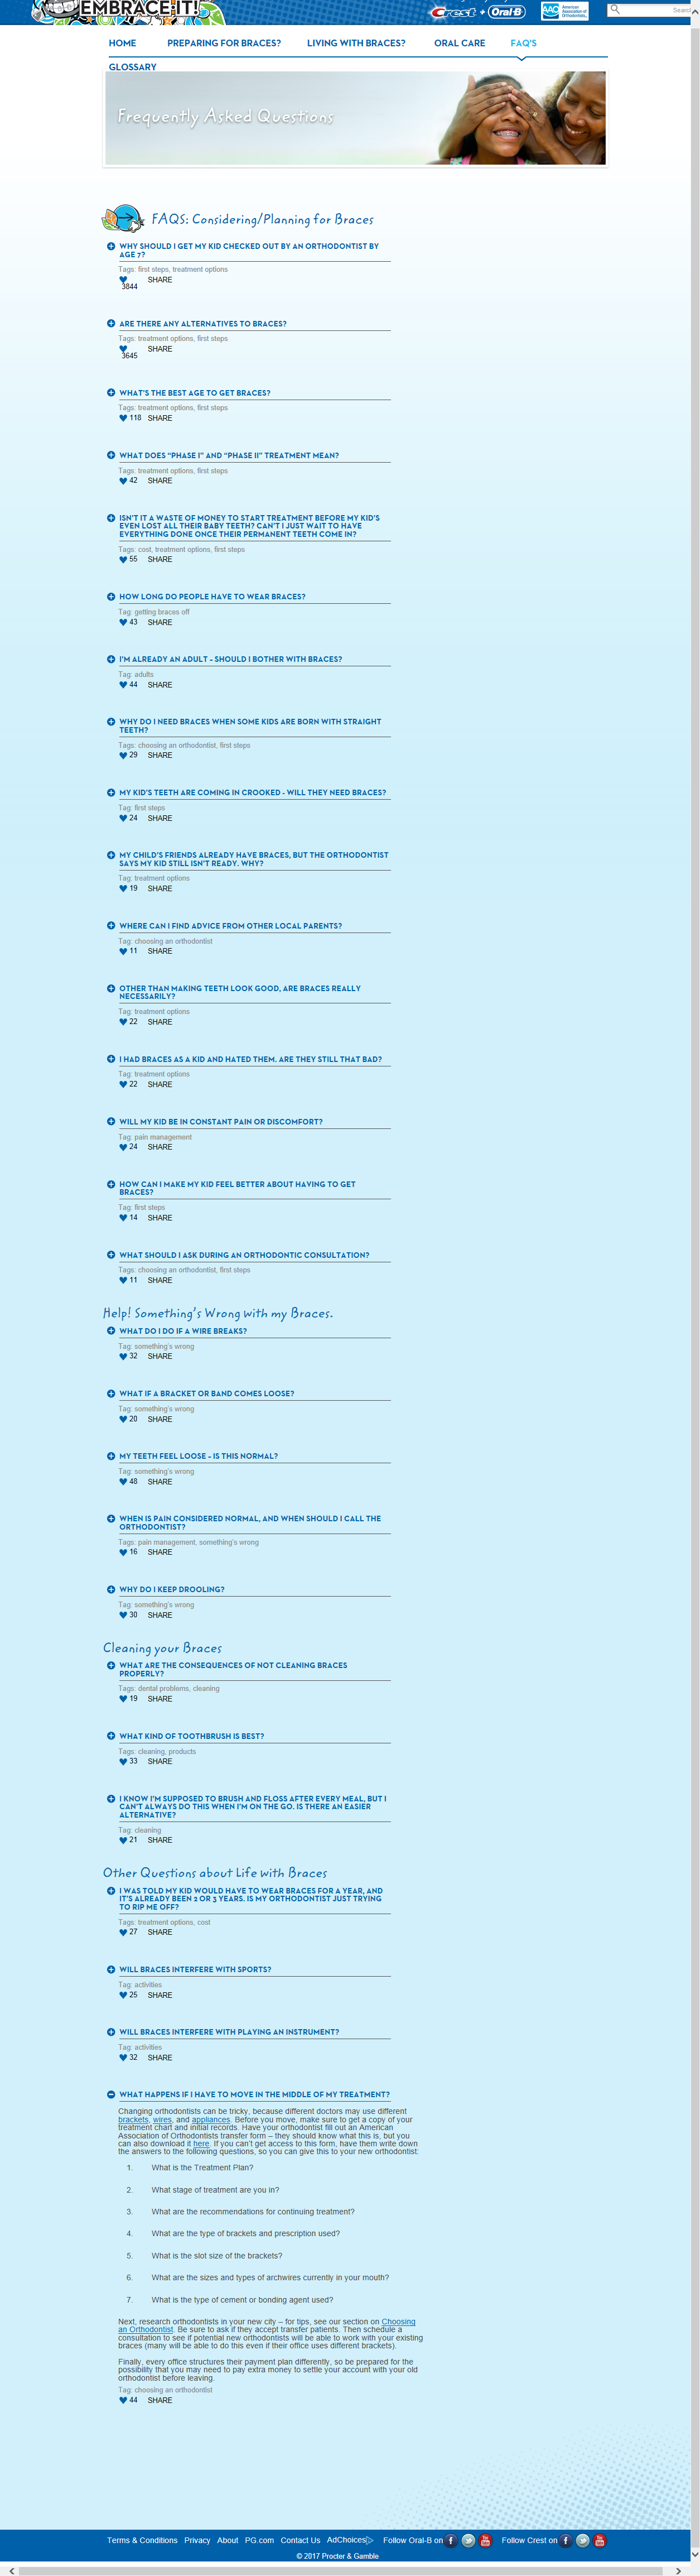 EMBRACE IT!
Crest + Oral-B
AAO American Association of Orthodontists
Search
HOME PREPARING FOR BRACES? LIVING WITH BRACES? ORAL CARE FAQ'S
GLOSSARY
Frequently Asked Questions
FAQS: Considering/Planning for Braces
WHY SHOULD I GET MY KID CHECKED OUT BY AN ORTHODONTIST BY
AGE 7?
Tags: first steps, treatment options
SHARE
3844
ARE THERE ANY ALTERNATIVES TO BRACES?
Tags: treatment options, first steps
SHARE
3645
WHAT'S THE BEST AGE TO GET BRACES?
Tags: treatment options, first steps
118 SHARE
WHAT DOES “PHASE I” AND “PHASE II” TREATMENT MEAN?
Tags: treatment options, first steps
42 SHARE
ISN'T IT A WASTE OF MONEY TO START TREATMENT BEFORE MY KID'S
EVEN LOST ALL THEIR BABY TEETH? CAN'T I JUST WAIT TO HAVE
EVERYTHING DONE ONCE THEIR PERMANENT TEETH COME IN?
Tags: cost, treatment options, first steps
55 SHARE
HOW LONG DO PEOPLE HAVE TO WEAR BRACES?
Tag: getting braces off
43 SHARE
I'M ALREADY AN ADULT – SHOULD I BOTHER WITH BRACES?
Tag: adults
44 SHARE
WHY DO I NEED BRACES WHEN SOME KIDS ARE BORN WITH STRAIGHT
TEETH?
Tags: choosing an orthodontist, first steps
29 SHARE
MY KID'S TEETH ARE COMING IN CROOKED - WILL THEY NEED BRACES?
Tag: first steps
24 SHARE
MY CHILD'S FRIENDS ALREADY HAVE BRACES, BUT THE ORTHODONTIST
SAYS MY KID STILL ISN'T READY. WHY?
Tag: treatment options
19 SHARE
WHERE CAN I FIND ADVICE FROM OTHER LOCAL PARENTS?
Tag: choosing an orthodontist
11 SHARE
OTHER THAN MAKING TEETH LOOK GOOD, ARE BRACES REALLY
NECESSARILY?
Tag: treatment options
22 SHARE
I HAD BRACES AS A KID AND HATED THEM. ARE THEY STILL THAT BAD?
Tag: treatment options
22 SHARE
WILL MY KID BE IN CONSTANT PAIN OR DISCOMFORT?
Tag: pain management
24 SHARE
HOW CAN I MAKE MY KID FEEL BETTER ABOUT HAVING TO GET
BRACES?
Tag: first steps
14 SHARE
WHAT SHOULD I ASK DURING AN ORTHODONTIC CONSULTATION?
Tags: choosing an orthodontist, first steps
11 SHARE
Help! Something's Wrong with my Braces.
WHAT DO I DO IF A WIRE BREAKS?
Tag: something's wrong
32 SHARE
WHAT IF A BRACKET OR BAND COMES LOOSE?
Tag: something's wrong
20 SHARE
MY TEETH FEEL LOOSE – IS THIS NORMAL?
Tag: something's wrong
48 SHARE
WHEN IS PAIN CONSIDERED NORMAL, AND WHEN SHOULD I CALL THE
ORTHODONTIST?
Tags: pain management, something's wrong
16 SHARE
WHY DO I KEEP DROOLING?
Tag: something's wrong
30 SHARE
Cleaning your Braces
WHAT ARE THE CONSEQUENCES OF NOT CLEANING BRACES
PROPERLY?
Tags: dental problems, cleaning
19 SHARE
WHAT KIND OF TOOTHBRUSH IS BEST?
Tags: cleaning, products
33 SHARE
I KNOW I'M SUPPOSED TO BRUSH AND FLOSS AFTER EVERY MEAL, BUT I
CAN'T ALWAYS DO THIS WHEN I'M ON THE GO. IS THERE AN EASIER
ALTERNATIVE?
Tag: cleaning
21 SHARE
Other Questions about Life with Braces
I WAS TOLD MY KID WOULD HAVE TO WEAR BRACES FOR A YEAR, AND
IT'S ALREADY BEEN 2 OR 3 YEARS. IS MY ORTHODONTIST JUST TRYING
TO RIP ME OFF?
Tags: treatment options, cost
27 SHARE
WILL BRACES INTERFERE WITH SPORTS?
Tag: activities
25 SHARE
WILL BRACES INTERFERE WITH PLAYING AN INSTRUMENT?
Tag: activities
32 SHARE
WHAT HAPPENS IF I HAVE TO MOVE IN THE MIDDLE OF MY TREATMENT?
Changing orthodontists can be tricky, because different doctors may use different
brackets, wires, and appliances. Before you move, make sure to get a copy of your
treatment chart and initial records. Have your orthodontist fill out an American
Association of Orthodontists transfer form – they should know what this is, but you
can also download it here. If you can't get access to this form, have them write down
the answers to the following questions, so you can give this to your new orthodontist:
1. What is the Treatment Plan?
2. What stage of treatment are you in?
3. What are the recommendations for continuing treatment?
4. What are the type of brackets and prescription used?
5. What is the slot size of the brackets?
6. What are the sizes and types of archwires currently in your mouth?
7. What is the type of cement or bonding agent used?
Next, research orthodontists in your new city – for tips, see our section on Choosing
an Orthodontist. Be sure to ask if they accept transfer patients. Then schedule a
consultation to see if potential new orthodontists will be able to work with your existing
braces (many will be able to do this even if their office uses different brackets).
Finally, every office structures their payment plan differently, so be prepared for the
possibility that you may need to pay extra money to settle your account with your old
orthodontist before leaving.
Tag: choosing an orthodontist
44 SHARE
Terms & Conditions Privacy About PG.com Contact Us AdChoices Follow Oral-B on Follow Crest on
© 2017 Procter & Gamble